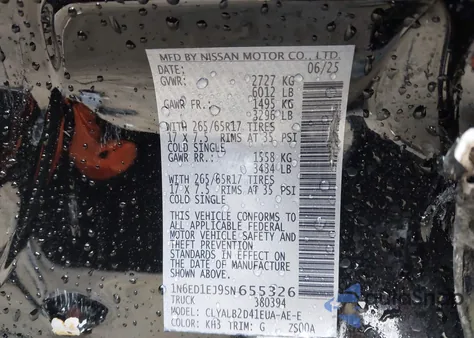 MFD BY NISSAN MOTOR CO., LTD.
DATE: 06/25
GVWR: 2727 KG
6012 LB
GAWR FR. 1495 KG
3296 LB
WITH 265/65R17 TIRES
17 X 7.5 RIMS AT 35 PSI
COLD SINGLE
GAWR RR.: 1558 KG
3434 LB
WITH 265/65R17 TIRES
17 X 7.5 RIMS AT 35 PSI
COLD SINGLE
THIS VEHICLE CONFORMS TO
ALL APPLICABLE FEDERAL
MOTOR VEHICLE SAFETY AND
THEFT PREVENTION
STANDARDS IN EFFECT ON
THE DATE OF MANUFACTURE
SHOWN ABOVE.
1N6ED1EJ9SN655326
TRUCK 380394
MODEL: CLYALB2D41EUA-AE-E
COLOR: KH3 TRIM: G ZS00A